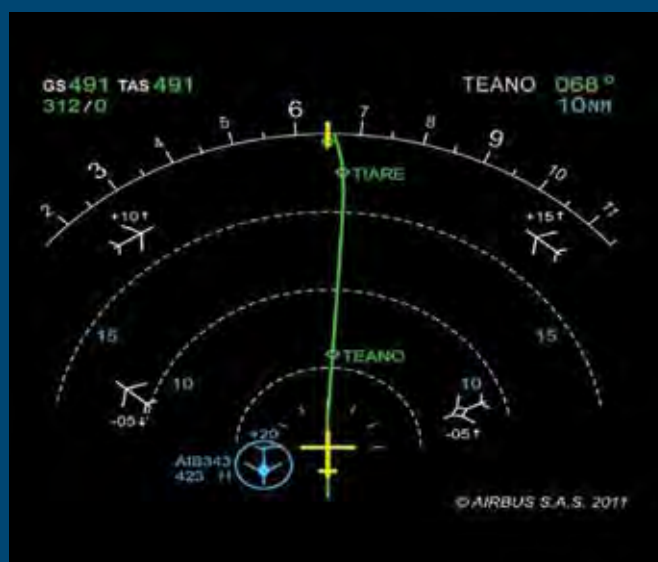 GS 491 TAS 491
312/0
TEANO 068°
10NM
2 3 4 5 6 7 8 9 10 11
TIARE
+10↑
+15↑
15
15
TEANO
10
10
-05↓
-05↑
+20
AIB343
423 H
© AIRBUS S.A.S. 2011